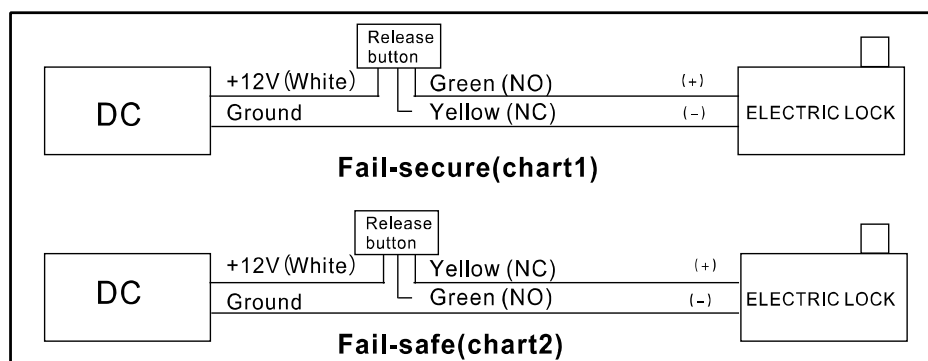 Release
button
+12V (White)
Green (NO)
(+)
DC
Ground
Yellow (NC)
(–)
ELECTRIC LOCK
Fail-secure(chart1)
Release
button
+12V (White)
Yellow (NC)
(+)
DC
Ground
Green (NO)
(–)
ELECTRIC LOCK
Fail-safe(chart2)